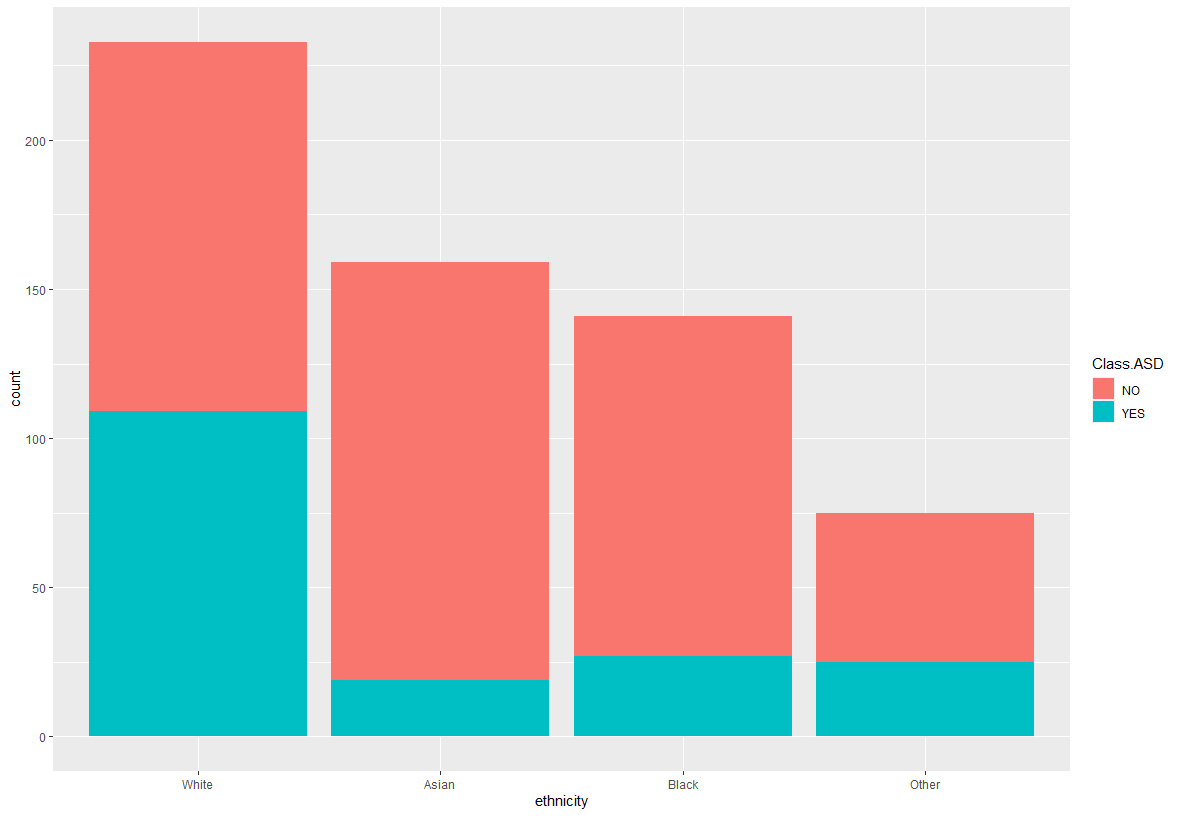 count
200
150
100
50
0
White Asian Black Other
ethnicity
Class.ASD
NO
YES